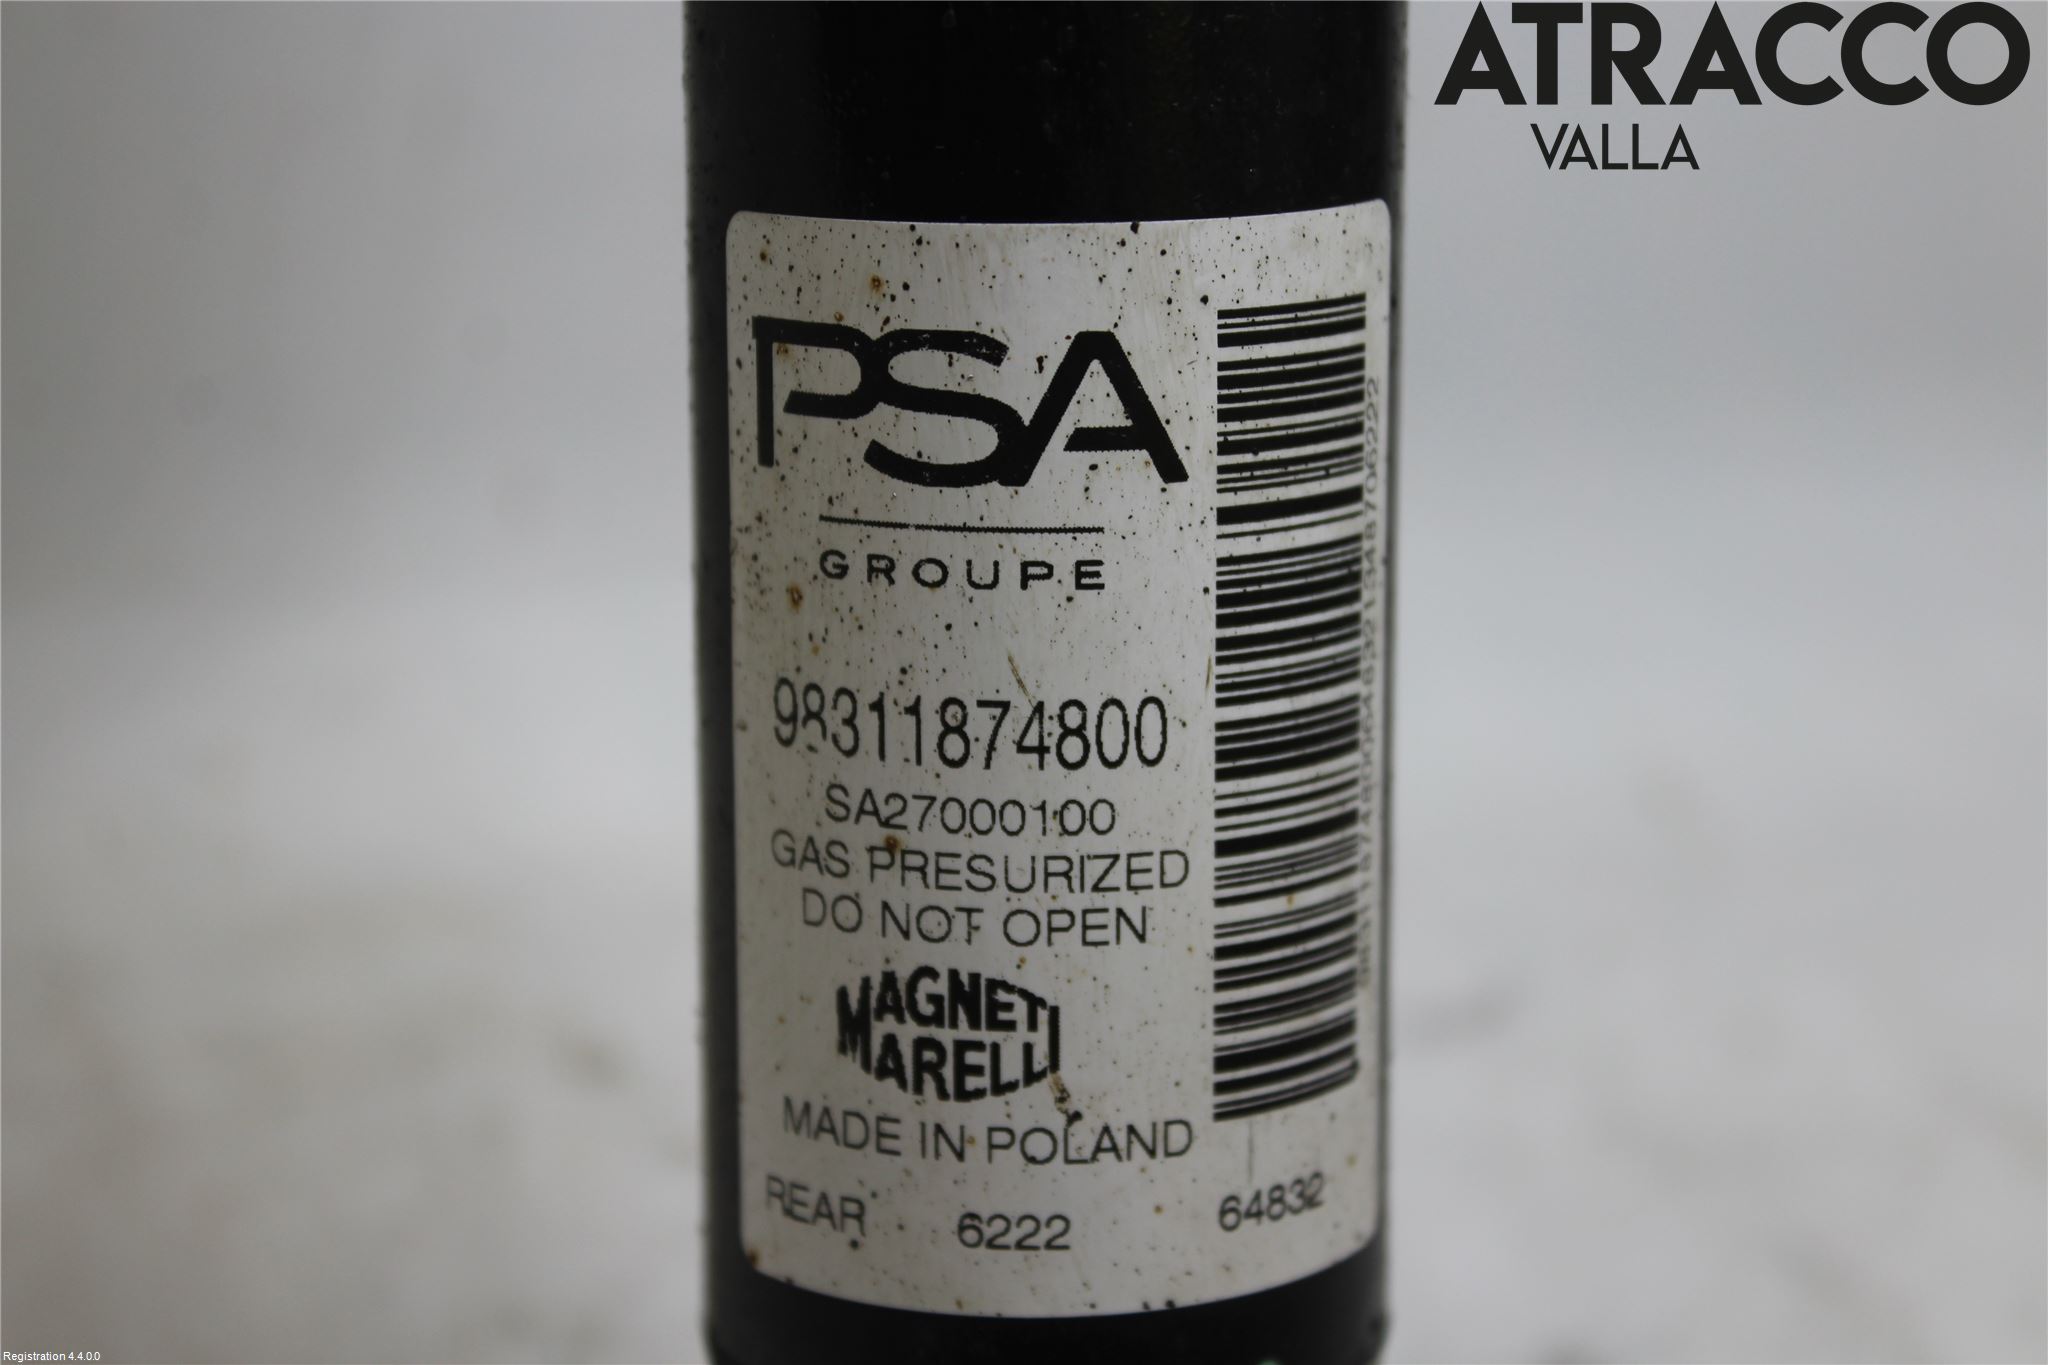 ATRACCO
VALLA
PSA
GROUPE
98311874800
SA27000100
GAS PRESURIZED
DO NOT OPEN
MAGNETI
MARELLI
MADE IN POLAND
REAR 6222 64832
Registration 4.4.0.0